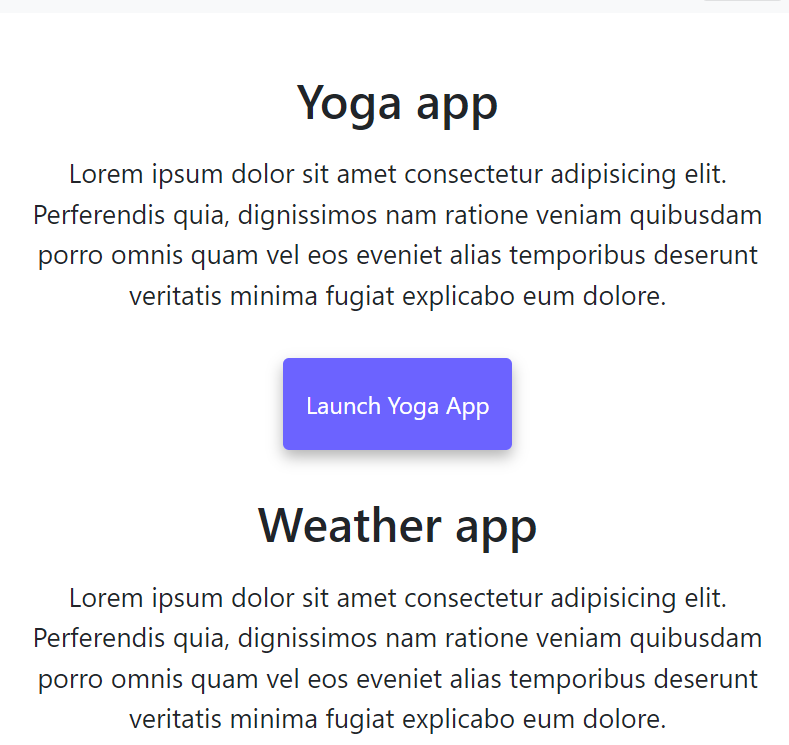 Yoga app
Lorem ipsum dolor sit amet consectetur adipisicing elit.
Perferendis quia, dignissimos nam ratione veniam quibusdam
porro omnis quam vel eos eveniet alias temporibus deserunt
veritatis minima fugiat explicabo eum dolore.
Launch Yoga App
Weather app
Lorem ipsum dolor sit amet consectetur adipisicing elit.
Perferendis quia, dignissimos nam ratione veniam quibusdam
porro omnis quam vel eos eveniet alias temporibus deserunt
veritatis minima fugiat explicabo eum dolore.